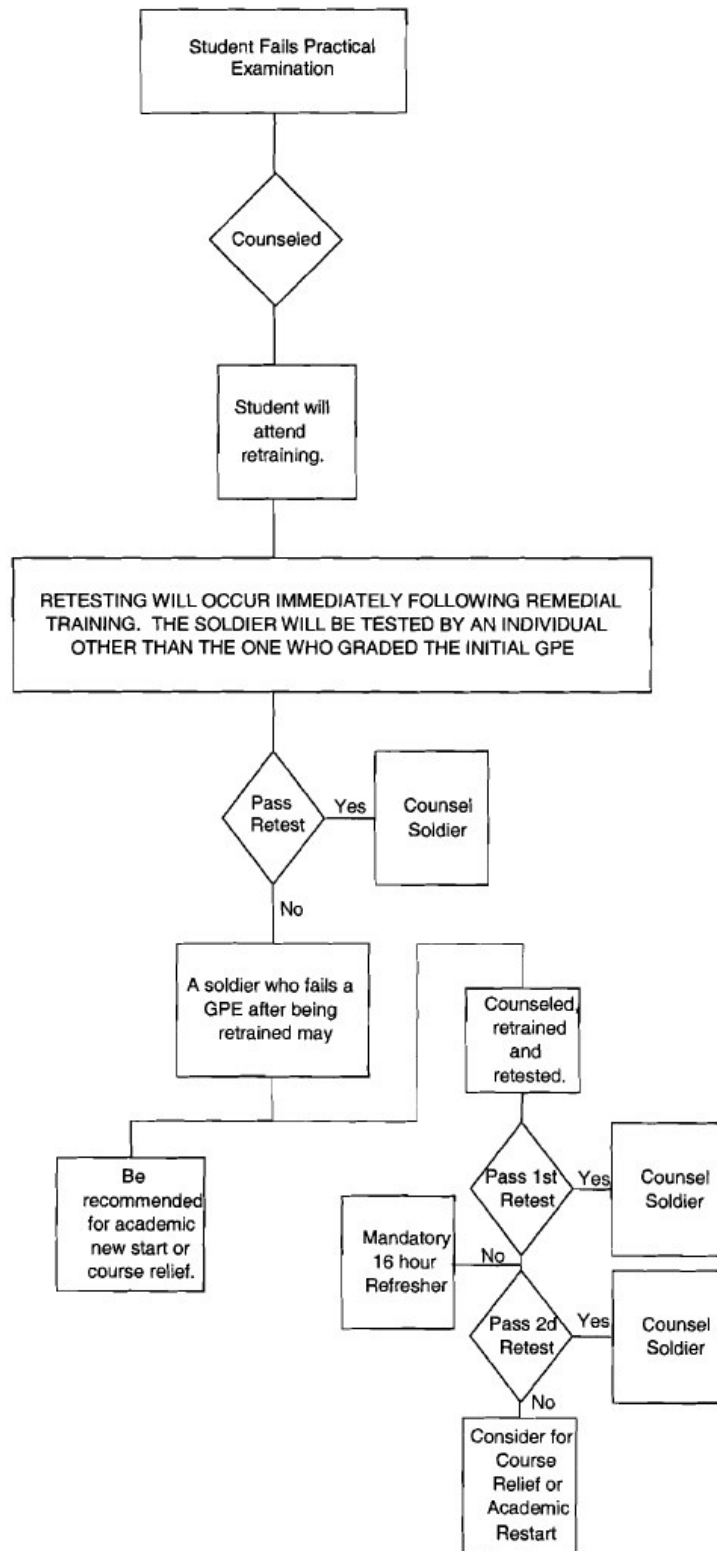 Student Fails Practical
Examination
Counseled
Student will
attend
retraining.
RETESTING WILL OCCUR IMMEDIATELY FOLLOWING REMEDIAL
TRAINING. THE SOLDIER WILL BE TESTED BY AN INDIVIDUAL
OTHER THAN THE ONE WHO GRADED THE INITIAL GPE
Pass
Retest
Yes
Counsel
Soldier
No
A soldier who fails a
GPE after being
retrained may
Be
recommended
for academic
new start or
course relief.
Counseled,
retrained
and
retested.
Pass 1st
Retest
Yes
Counsel
Soldier
No
Mandatory
16 hour
Refresher
Pass 2d
Retest
Yes
Counsel
Soldier
No
Consider for
Course
Relief or
Academic
Restart